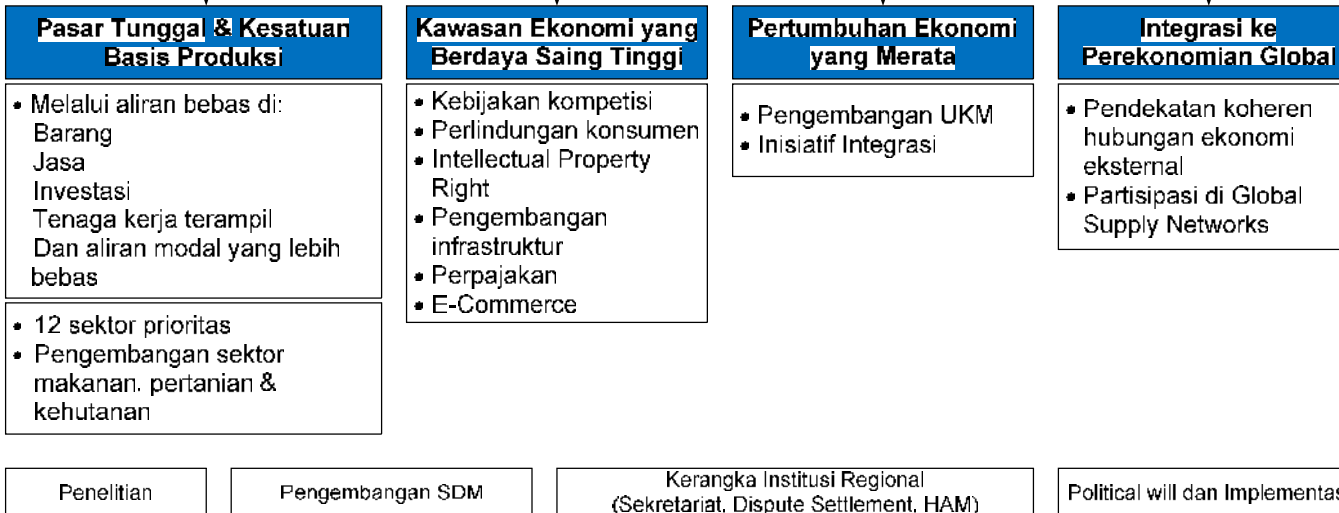 Pasar Tunggal & Kesatuan
Basis Produksi
• Melalui aliran bebas di:
Barang
Jasa
Investasi
Tenaga kerja terampil
Dan aliran modal yang lebih
bebas
• 12 sektor prioritas
• Pengembangan sektor
makanan. pertanian &
kehutanan
Kawasan Ekonomi yang
Berdaya Saing Tinggi
• Kebijakan kompetisi
• Perlindungan konsumen
• Intellectual Property
Right
• Pengembangan
infrastruktur
• Perpajakan
• E-Commerce
Pertumbuhan Ekonomi
yang Merata
• Pengembangan UKM
• Inisiatif Integrasi
Integrasi ke
Perekonomian Global
• Pendekatan koheren
hubungan ekonomi
eksternal
• Partisipasi di Global
Supply Networks
Penelitian
Pengembangan SDM
Kerangka Institusi Regional
(Sekretariat, Dispute Settlement, HAM)
Political will dan Implementas